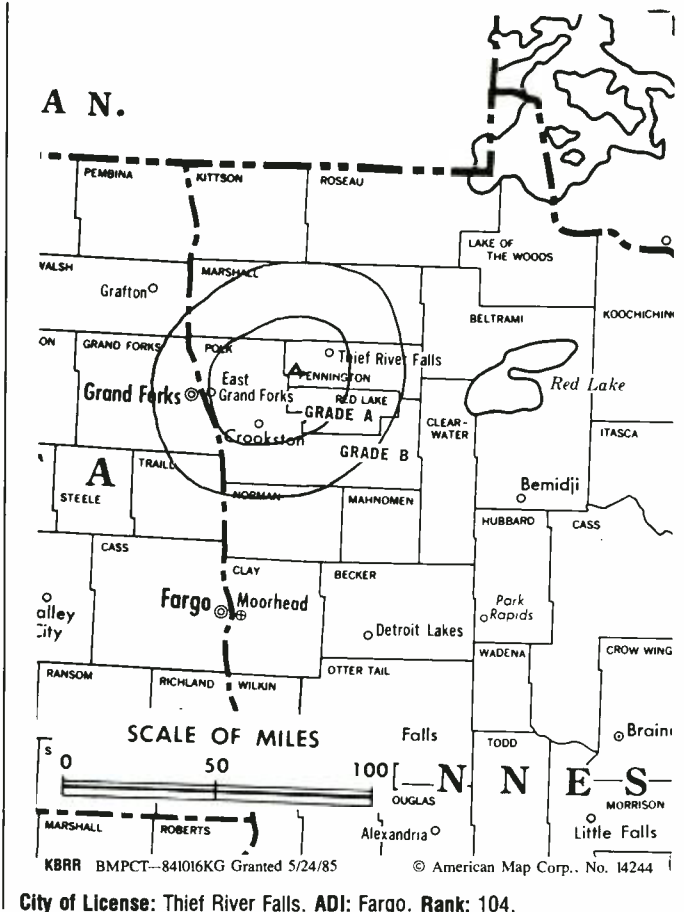 A N.
PEMBINA
KITTSON
ROSEAU
LAKE OF
THE WOODS
WALSH
MARSHALL
Grafton
BELTRAMI
KOOCHICHIN
ON
GRAND FORKS
POLK
Thief River Falls
PENNINGTON
Red Lake
East
Grand Forks
Grand Forks
RED LAKE
GRADE A
CLEAR-
WATER
Crookston
ITASCA
GRADE B
A
TRAILL
STEELE
NORMAN
MAHNOMEN
Bemidji
HUBBARD
CASS
CASS
CLAY
BECKER
Fargo
Moorhead
Park
Rapids
alley
City
Detroit Lakes
WADENA
CROW WING
RANSOM
RICHLAND
WILKIN
OTTER TAIL
SCALE OF MILES
Falls
TODD
Brain
S
0 50 100
N N E S
OUGLAS
MORRISON
MARSHALL
ROBERTS
Alexandria
Little Falls
KBRR BMPCT—841016KG Granted 5/24/85
© American Map Corp., No. 14244
City of License: Thief River Falls. ADI: Fargo. Rank: 104.